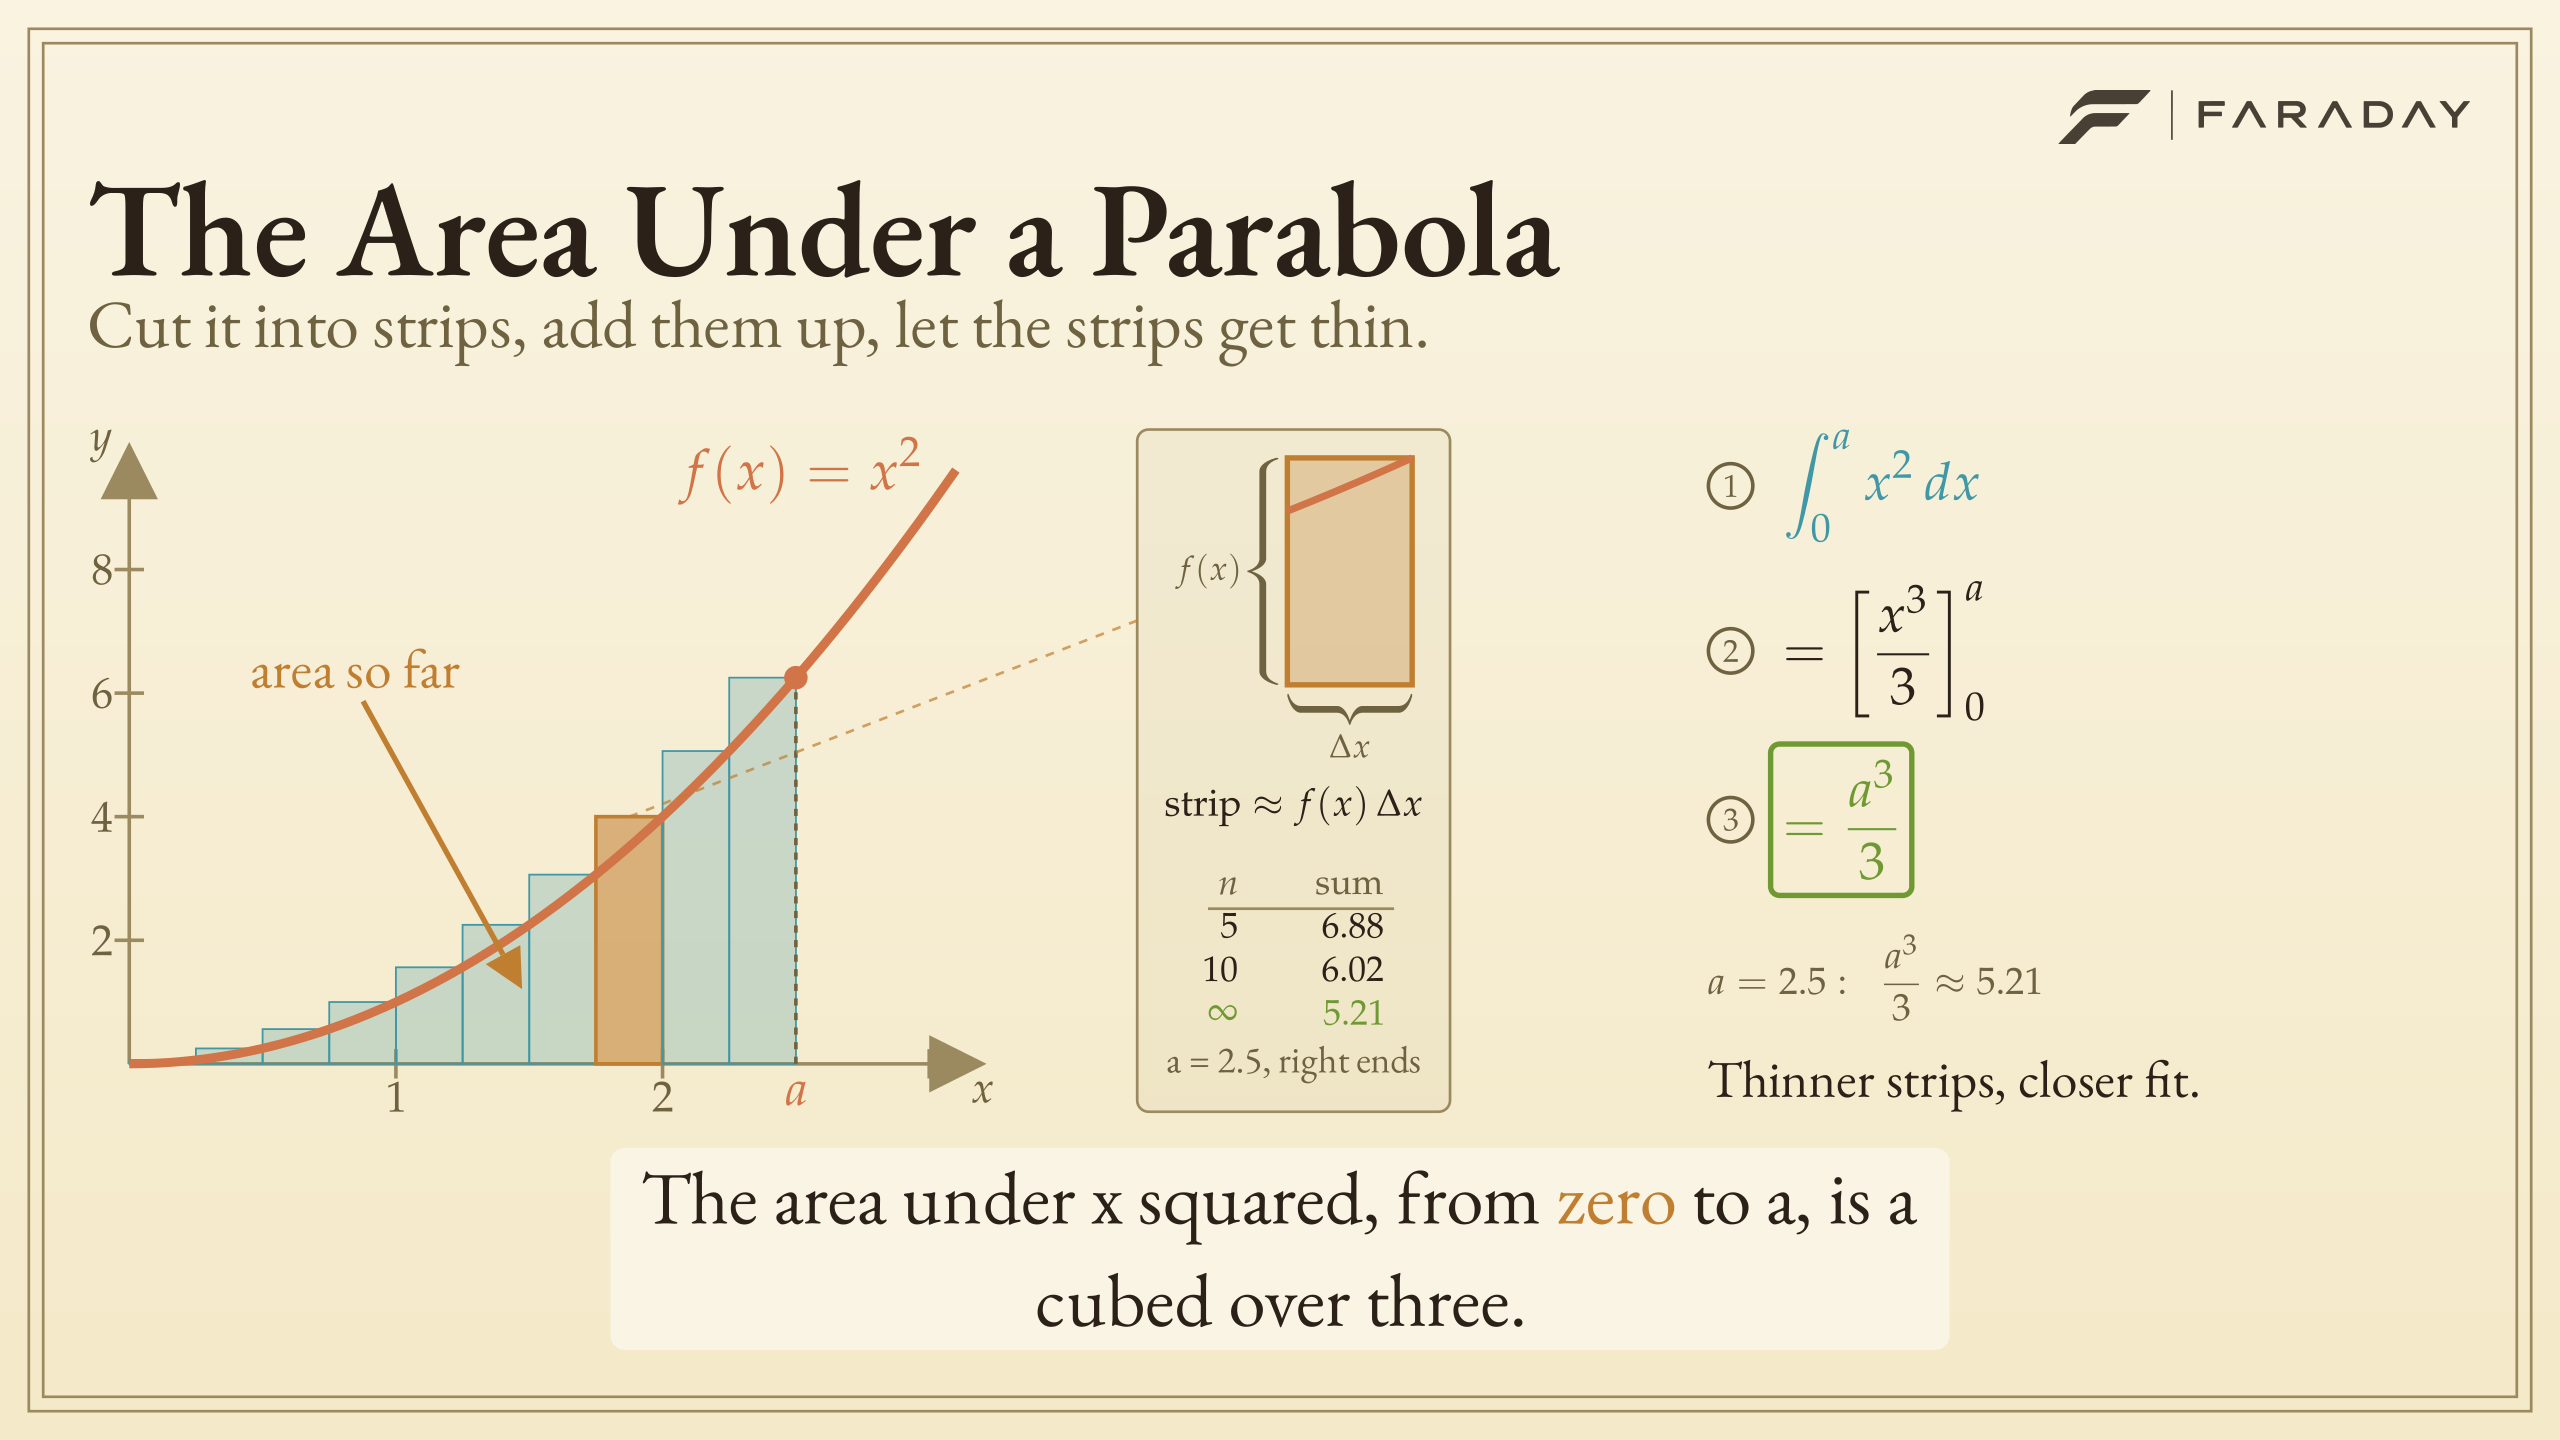 FARADAY
The Area Under a Parabola
Cut it into strips, add them up, let the strips get thin.
y
f(x) = x²
8
6
4
2
area so far
1
2
a
x
f(x)
Δx
strip ≈ f(x) Δx
n sum
5 6.88
10 6.02
∞ 5.21
a = 2.5, right ends
① ∫₀ᵃ x² dx
② = [x³/3]₀ᵃ
③ = a³/3
a = 2.5 : a³/3 ≈ 5.21
Thinner strips, closer fit.
The area under x squared, from zero to a, is a
cubed over three.